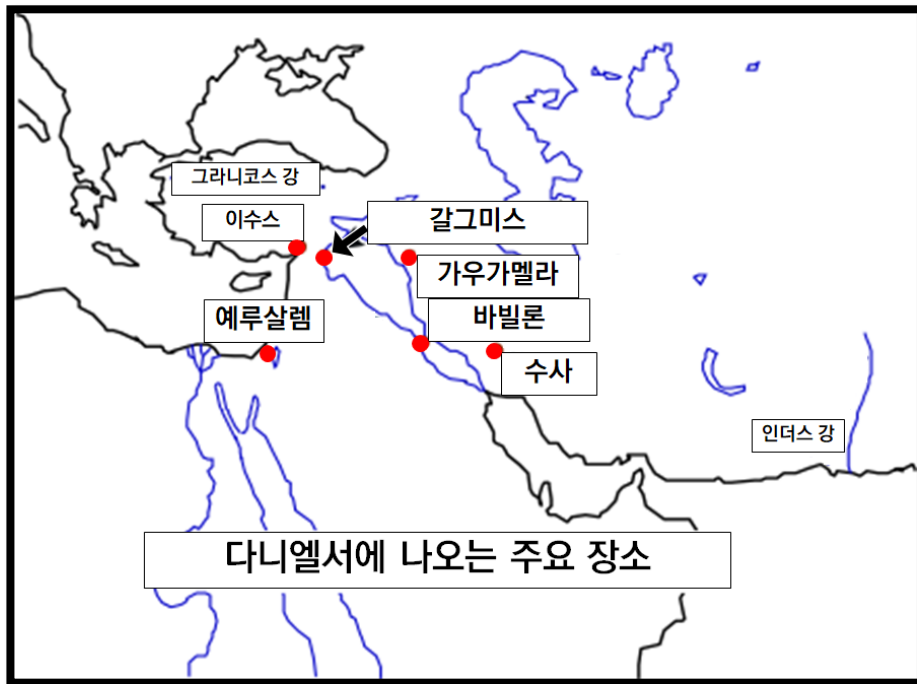 그라니코스 강
이수스
갈그미스
가우가멜라
예루살렘
바빌론
수사
인더스 강
다니엘서에 나오는 주요 장소